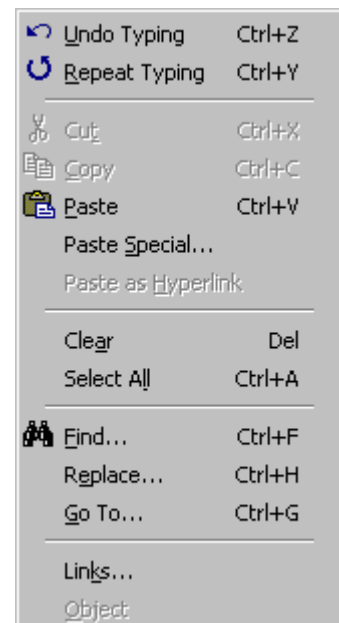 Undo Typing Ctrl+Z
Repeat Typing Ctrl+Y
Cut Ctrl+X
Copy Ctrl+C
Paste Ctrl+V
Paste Special...
Paste as Hyperlink
Clear Del
Select All Ctrl+A
Find... Ctrl+F
Replace... Ctrl+H
Go To... Ctrl+G
Links...
Object